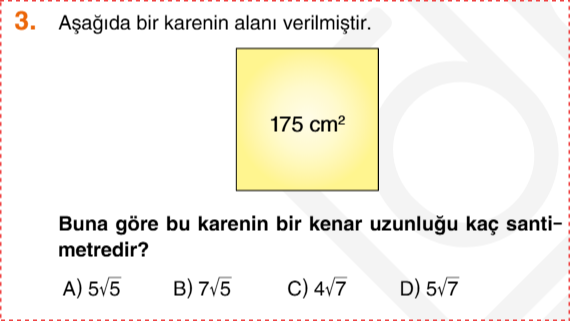 3. Aşağıda bir karenin alanı verilmiştir.
175 cm²
Buna göre bu karenin bir kenar uzunluğu kaç santi-
metredir?
A) 5√5 B) 7√5 C) 4√7 D) 5√7